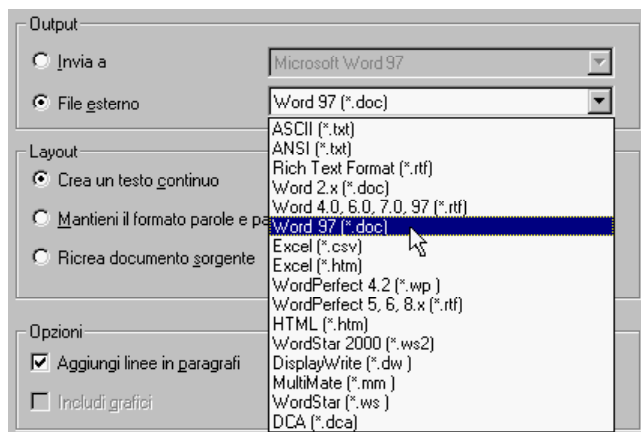 Output
Invia a
Microsoft Word 97
File esterno
Word 97 (*.doc)
ASCII (*.txt)
ANSI (*.txt)
Layout
Rich Text Format (*.rtf)
Crea un testo continuo
Word 2.x (*.doc)
Word 4.0, 6.0, 7.0, 97 (*.rtf)
Mantieni il formato parole e pa
Word 97 (*.doc)
Excel (*.csv)
Ricrea documento sorgente
Excel (*.htm)
WordPerfect 4.2 (*.wp )
WordPerfect 5, 6, 8.x (*.rtf)
Opzioni
HTML (*.htm)
WordStar 2000 (*.ws2)
Aggiungi linee in paragrafi
DisplayWrite (*.dw )
MultiMate (*.mm )
Includi grafici
WordStar (*.ws )
DCA (*.dca)